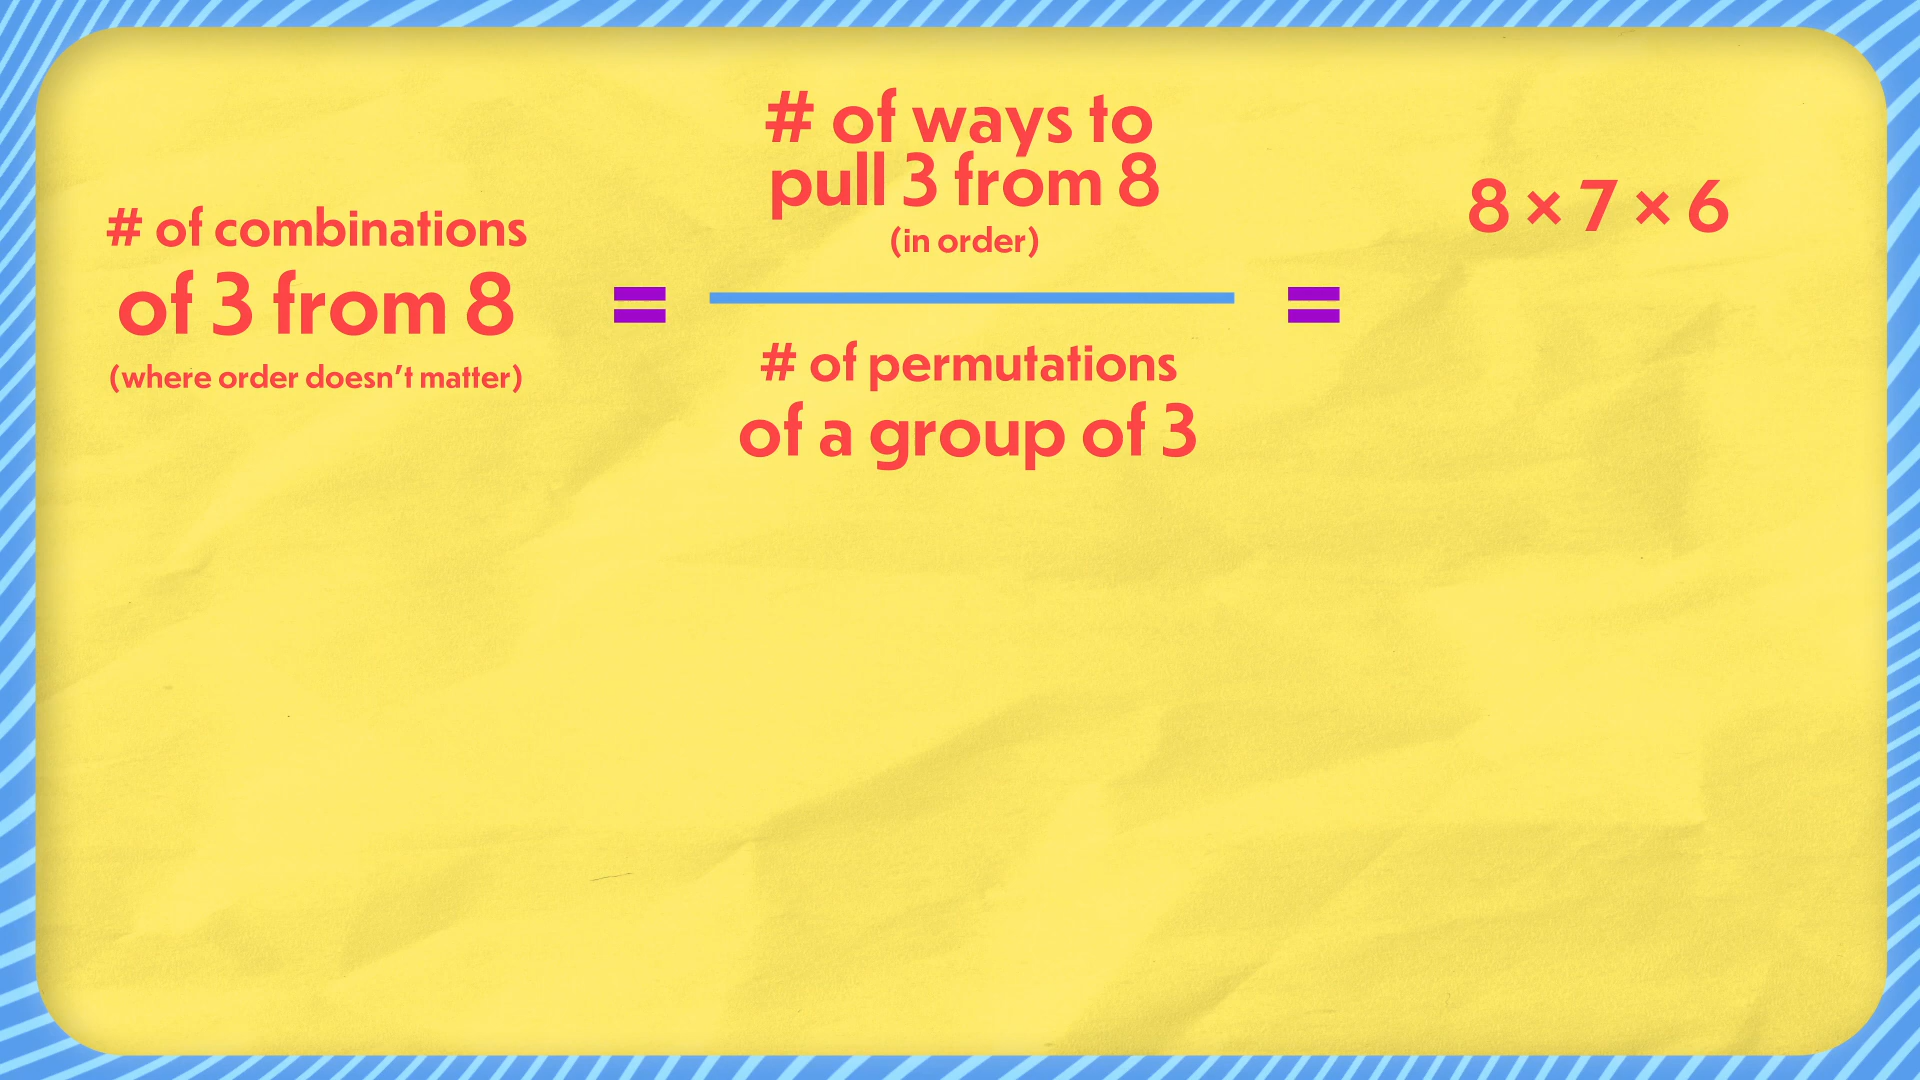 # of combinations
of 3 from 8
(where order doesn't matter)
=
# of ways to
pull 3 from 8
(in order)
# of permutations
of a group of 3
=
8 × 7 × 6